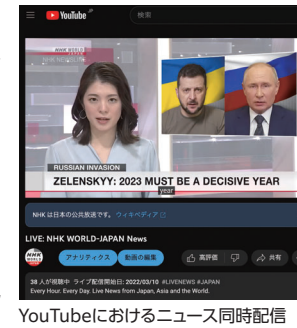 YouTube JP
検索
NHK WORLD
JAPAN
NHK NEWSLINE
RUSSIAN INVASION
ZELENSKYY: 2023 MUST BE A DECISIVE YEAR
year
NHK は日本の公共放送です。 ウィキペディア
LIVE: NHK WORLD-JAPAN News
NHK アナリティクス 動画の編集 高評価 共有
38 人が視聴中 ライブ配信開始日: 2022/03/10 #LIVENEWS #JAPAN
Every Hour. Every Day. Live News from Japan, Asia and the World.
YouTubeにおけるニュース同時配信